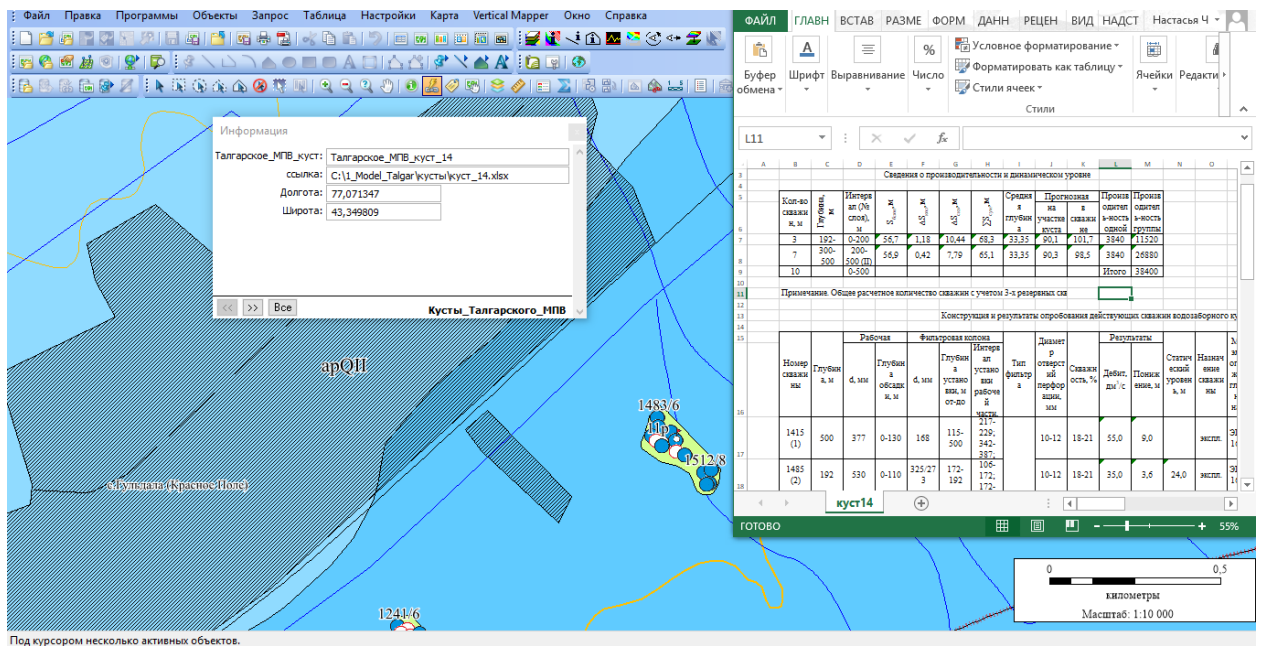 Файл Правка Программы Объекты Запрос Таблица Настройки Карта Vertical Mapper Окно Справка
Информация
Талгарское_МПВ_куст: Талгарское_МПВ_куст_14
ссылка: C:\1_Model_Talgar\кусты\куст_14.xlsx
Долгота: 77,071347
Широта: 43,349809
<< >> Все Кусты_Талгарского_МПВ
apQII
1483/6
11р
1512/8
с.Гульдала (Красное Поле)
1241/6
Под курсором несколько активных объектов.
ФАЙЛ ГЛАВН ВСТАВ РАЗМЕ ФОРМ ДАНН РЕЦЕН ВИД НАДСТ Настасья Ч
Буфер обмена
Шрифт
Выравнивание
Число
Условное форматирование
Форматировать как таблицу
Стили ячеек
Стили
Ячейки
Редакти
L11
fx
A B C D E F G H I J K L M N O
Сведения о производительности и динамическом уровне
Кол-во скважин, м
Глубина, м
Интервал (№ слоя), м
Средняя глубина
Прогнозная
на участке куста
в скважине
Производитель-ность одной
Производитель-ность группы
3 192- 0-200 56,7 1,18 10,44 68,3 33,35 90,1 101,7 3840 11520
7 300-500 200-500 (II) 56,9 0,42 7,79 65,1 33,35 90,3 98,5 3840 26880
10 0-500 Итого 38400
Примечание. Общее расчетное количество скважин с учетом 3-х резервных скв
Конструкция и результаты опробования действующих скважин водозаборного ку
Номер скважины
Глубина, м
Рабочая
d, мм
Глубина обсадки, м
Фильтровая колона
d, мм
Глубина установки, м от-до
Интервал установки рабочей части,
Тип фильтра
Диаметр отверстий перфорации, мм
Скважность, %
Результаты
Дебит, дм³/с
Понижение, м
Статический уровень, м
Назначение скважины
1415 (1) 500 377 0-130 168 115-500 217-229; 342-387; 10-12 18-21 55,0 9,0 экпл.
1485 (2) 192 530 0-110 325/273 172-192 106-172; 172- 10-12 18-21 35,0 3,6 24,0 экпл.
куст14
ГОТОВО 55%
0 0,5
километры
Масштаб: 1:10 000